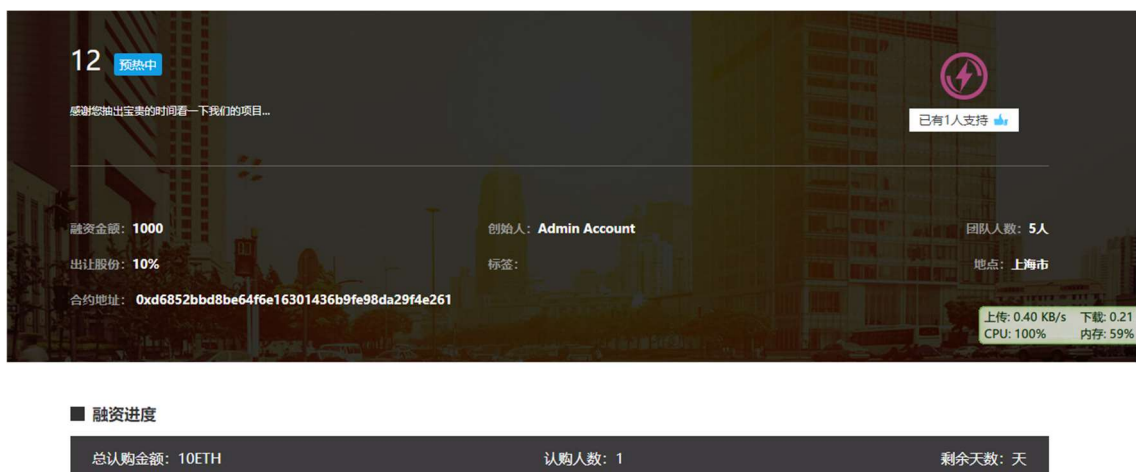 12 预热中
感谢您抽出宝贵的时间看一下我们的项目...
已有1人支持
融资金额：1000 创始人：Admin Account 团队人数：5人
出让股份：10% 标签： 地点：上海市
合约地址： 0xd6852bbd8be64f6e16301436b9fe98da29f4e261
上传: 0.40 KB/s 下载: 0.21
CPU: 100% 内存: 59%
融资进度
总认购金额：10ETH 认购人数：1 剩余天数：天